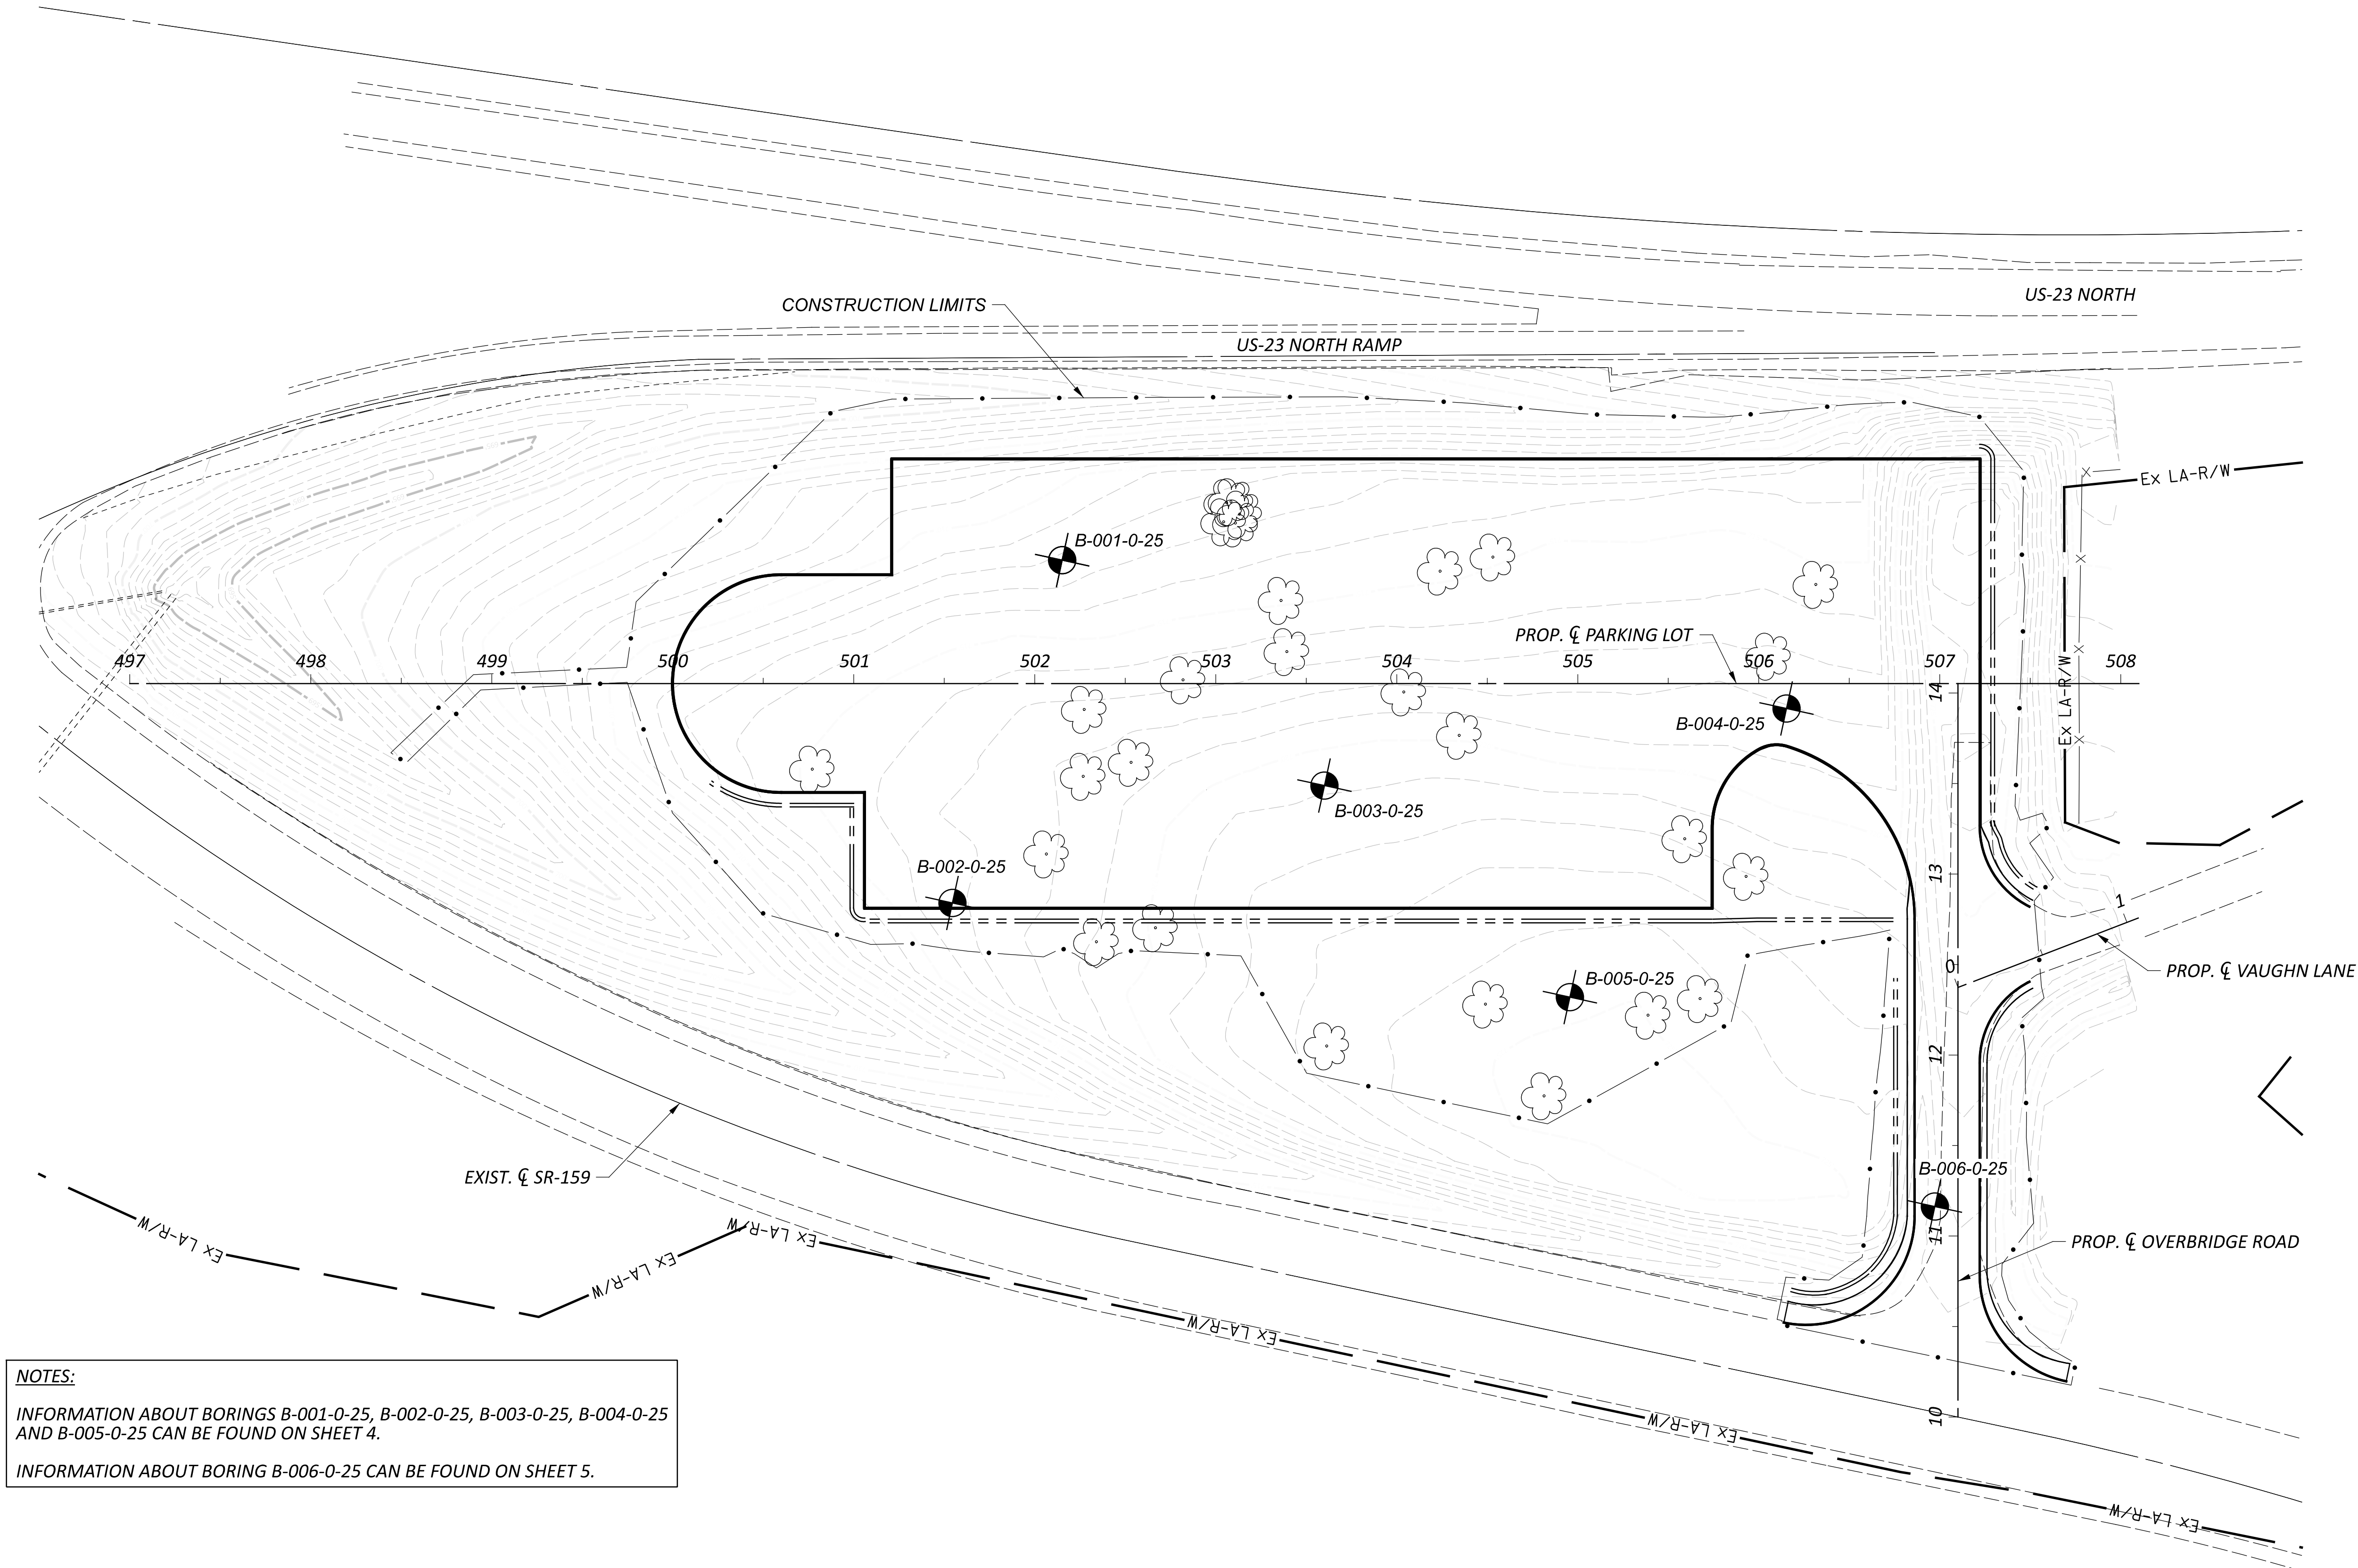 US-23 NORTH
CONSTRUCTION LIMITS
US-23 NORTH RAMP
Ex LA-R/W
B-001-0-25
PROP. ℄ PARKING LOT
497 498 499 500 501 502 503 504 505 506 507 508
Ex LA-R/W
14
B-004-0-25
B-003-0-25
B-002-0-25
13
1
0
PROP. ℄ VAUGHN LANE
B-005-0-25
12
B-006-0-25
EXIST. ℄ SR-159
11
PROP. ℄ OVERBRIDGE ROAD
Ex LA-R/W
Ex LA-R/W
Ex LA-R/W
Ex LA-R/W
10
Ex LA-R/W
Ex LA-R/W
NOTES:
INFORMATION ABOUT BORINGS B-001-0-25, B-002-0-25, B-003-0-25, B-004-0-25
AND B-005-0-25 CAN BE FOUND ON SHEET 4.
INFORMATION ABOUT BORING B-006-0-25 CAN BE FOUND ON SHEET 5.